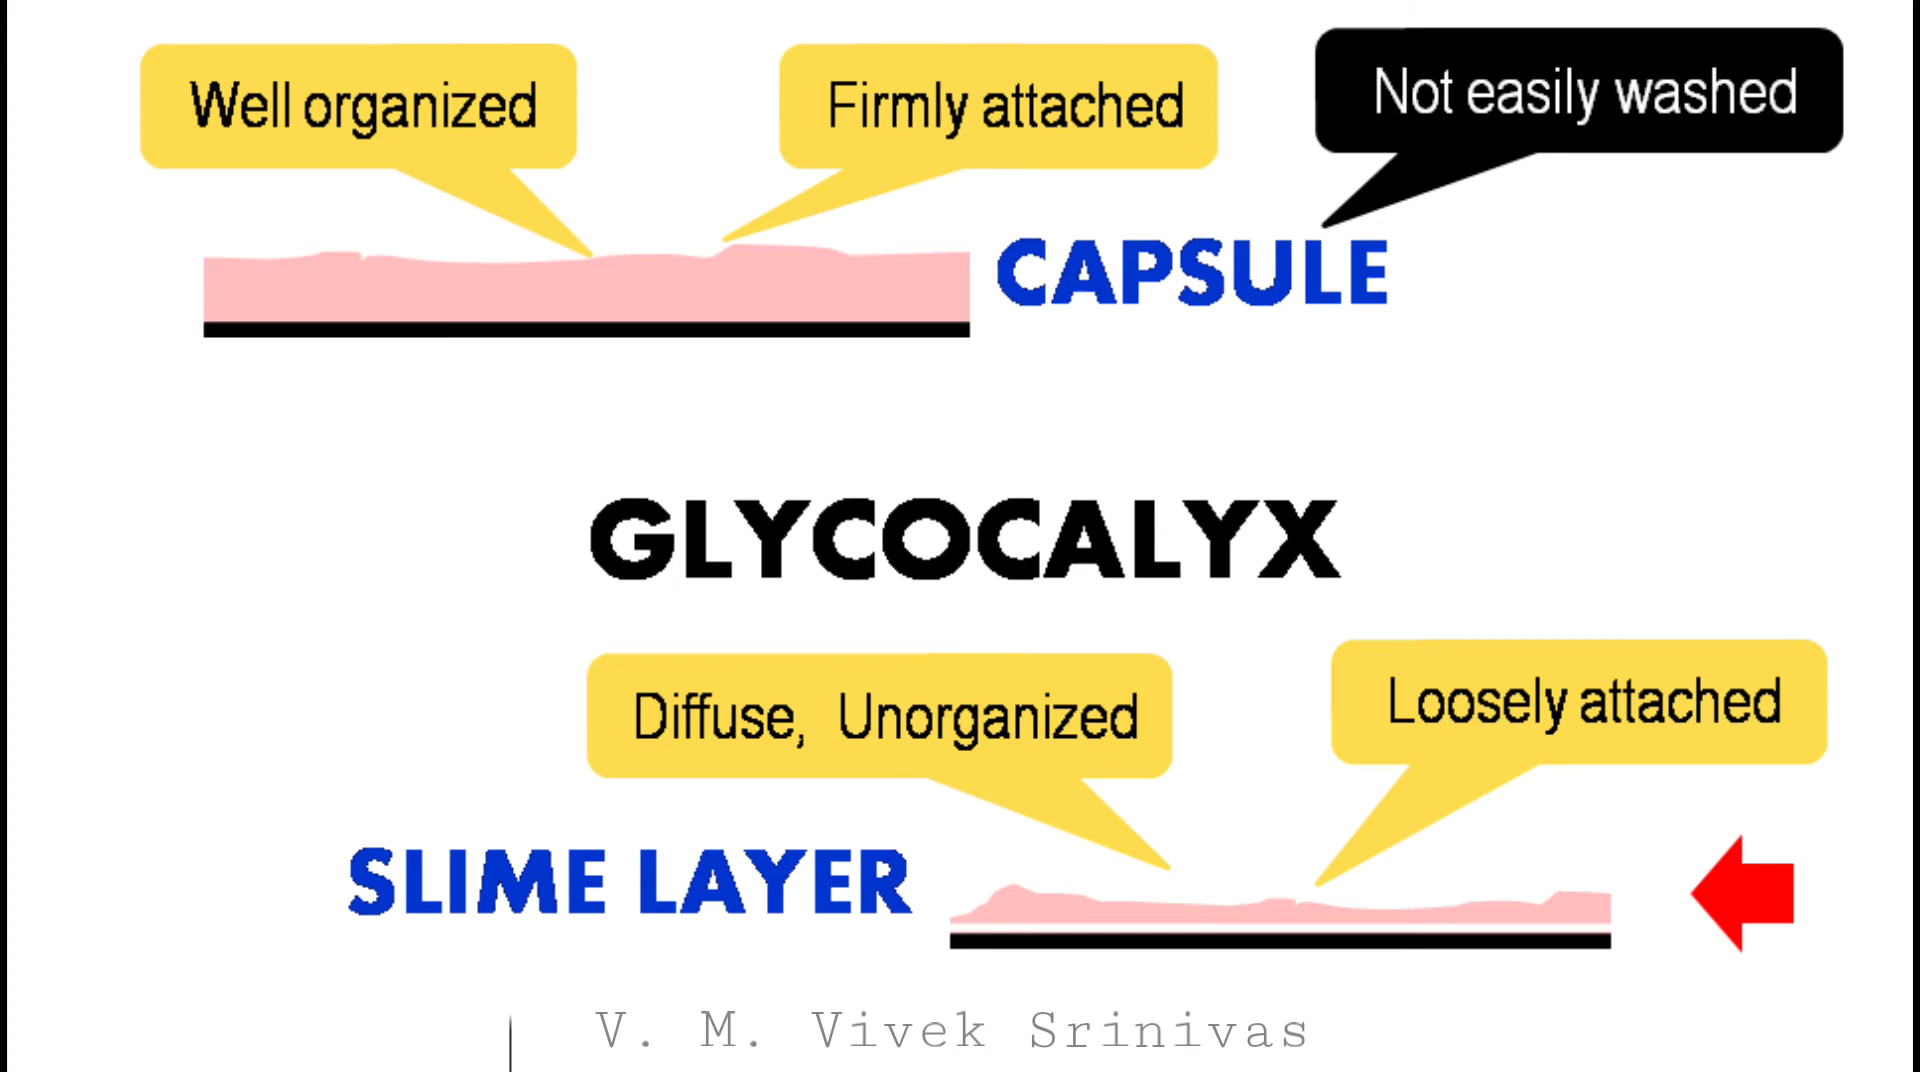 Well organized
Firmly attached
Not easily washed
CAPSULE
GLYCOCALYX
Diffuse, Unorganized
Loosely attached
SLIME LAYER
V. M. Vivek Srinivas